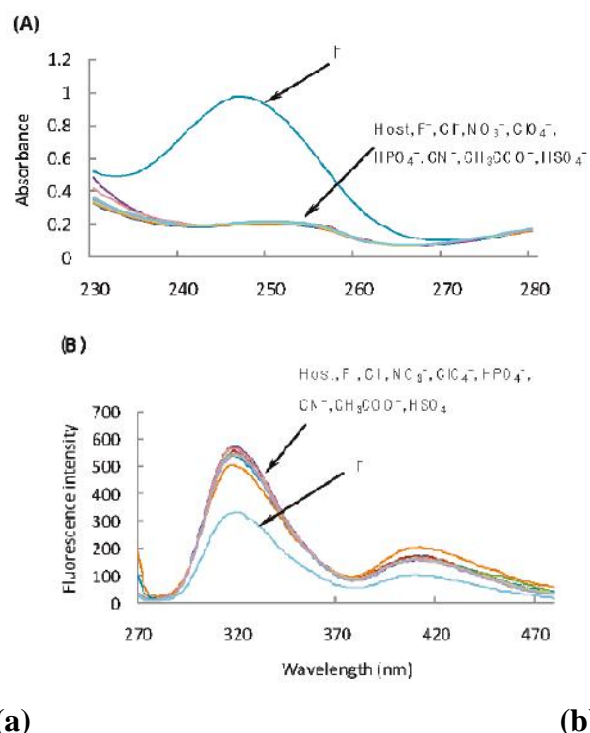 (A)
1.2
1
0.8
0.6
0.4
0.2
0
Absorbance
Host, F⁻, Cl⁻, NO₃⁻, ClO₄⁻,
HPO₄⁻, CN⁻, CH₃COO⁻, HSO₄⁻
230 240 250 260 270 280
(B)
Host, F, Cl, NO₃⁻, ClO₄⁻, HPO₄⁻,
CN⁻, CH₃COO⁻, HSO₄
700
600
500
400
300
200
100
0
Fluorescence intensity
270 320 370 420 470
Wavelength (nm)
(a) (b)